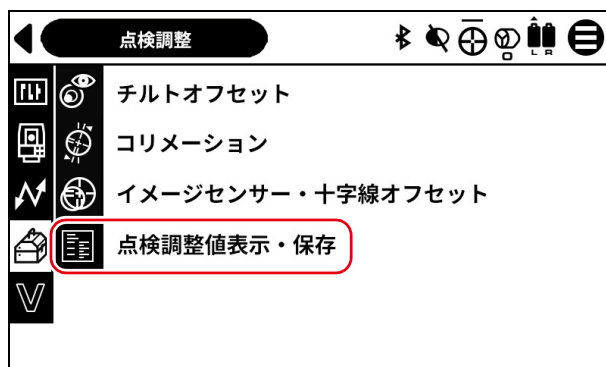 点検調整
L R
チルトオフセット
コリメーション
イメージセンサー・十字線オフセット
点検調整値表示・保存